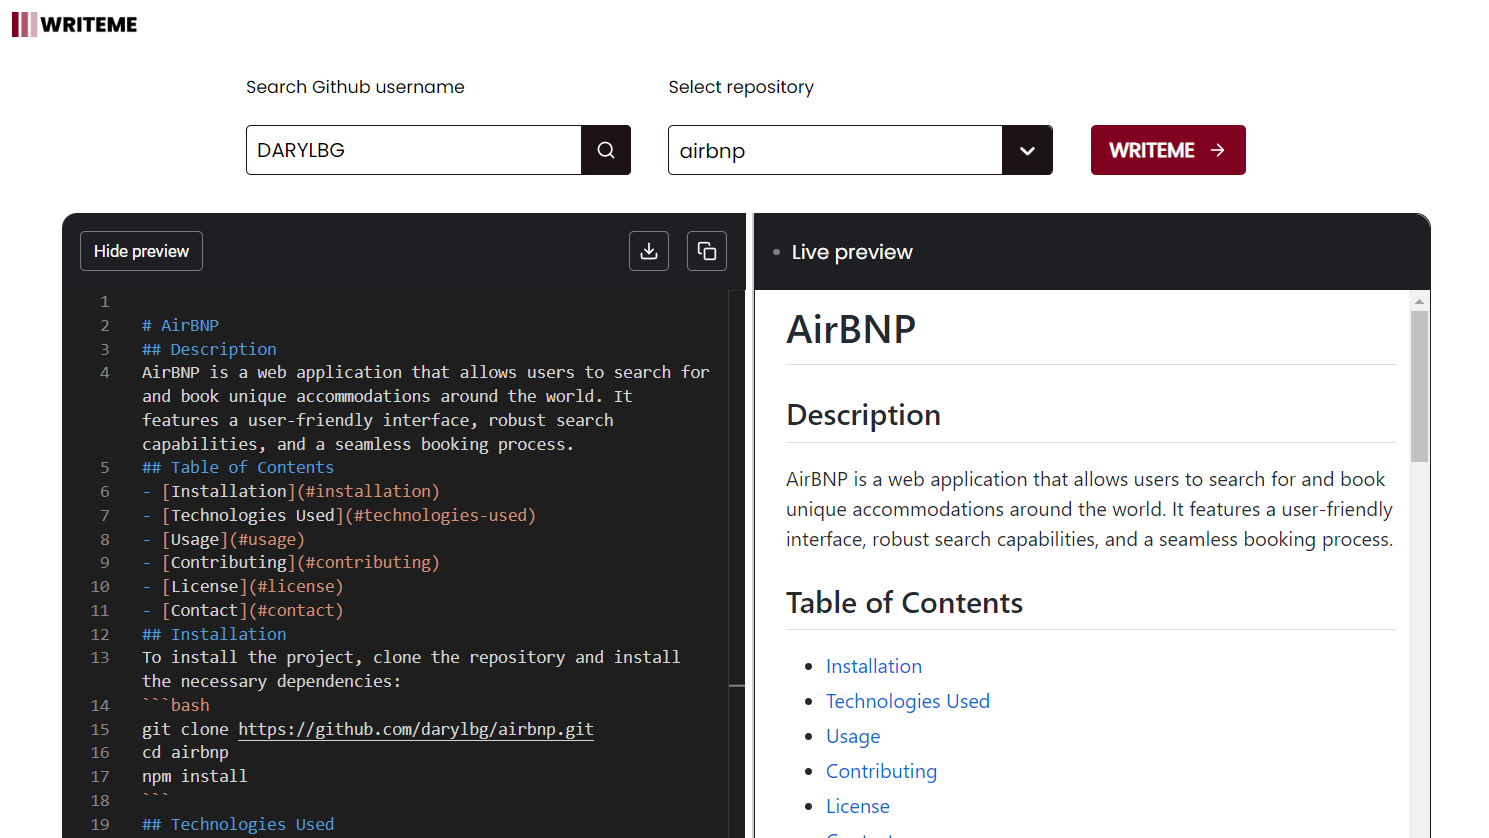 WRITEME
Search Github username
Select repository
DARYLBG
airbnp
WRITEME
Hide preview
1
2 # AirBNP
3 ## Description
4 AirBNP is a web application that allows users to search for
and book unique accommodations around the world. It
features a user-friendly interface, robust search
capabilities, and a seamless booking process.
5 ## Table of Contents
6 - [Installation](#installation)
7 - [Technologies Used](#technologies-used)
8 - [Usage](#usage)
9 - [Contributing](#contributing)
10 - [License](#license)
11 - [Contact](#contact)
12 ## Installation
13 To install the project, clone the repository and install
the necessary dependencies:
14 ```bash
15 git clone https://github.com/darylbg/airbnp.git
16 cd airbnp
17 npm install
18 ```
19 ## Technologies Used
Live preview
AirBNP
Description
AirBNP is a web application that allows users to search for and book
unique accommodations around the world. It features a user-friendly
interface, robust search capabilities, and a seamless booking process.
Table of Contents
• Installation
• Technologies Used
• Usage
• Contributing
• License